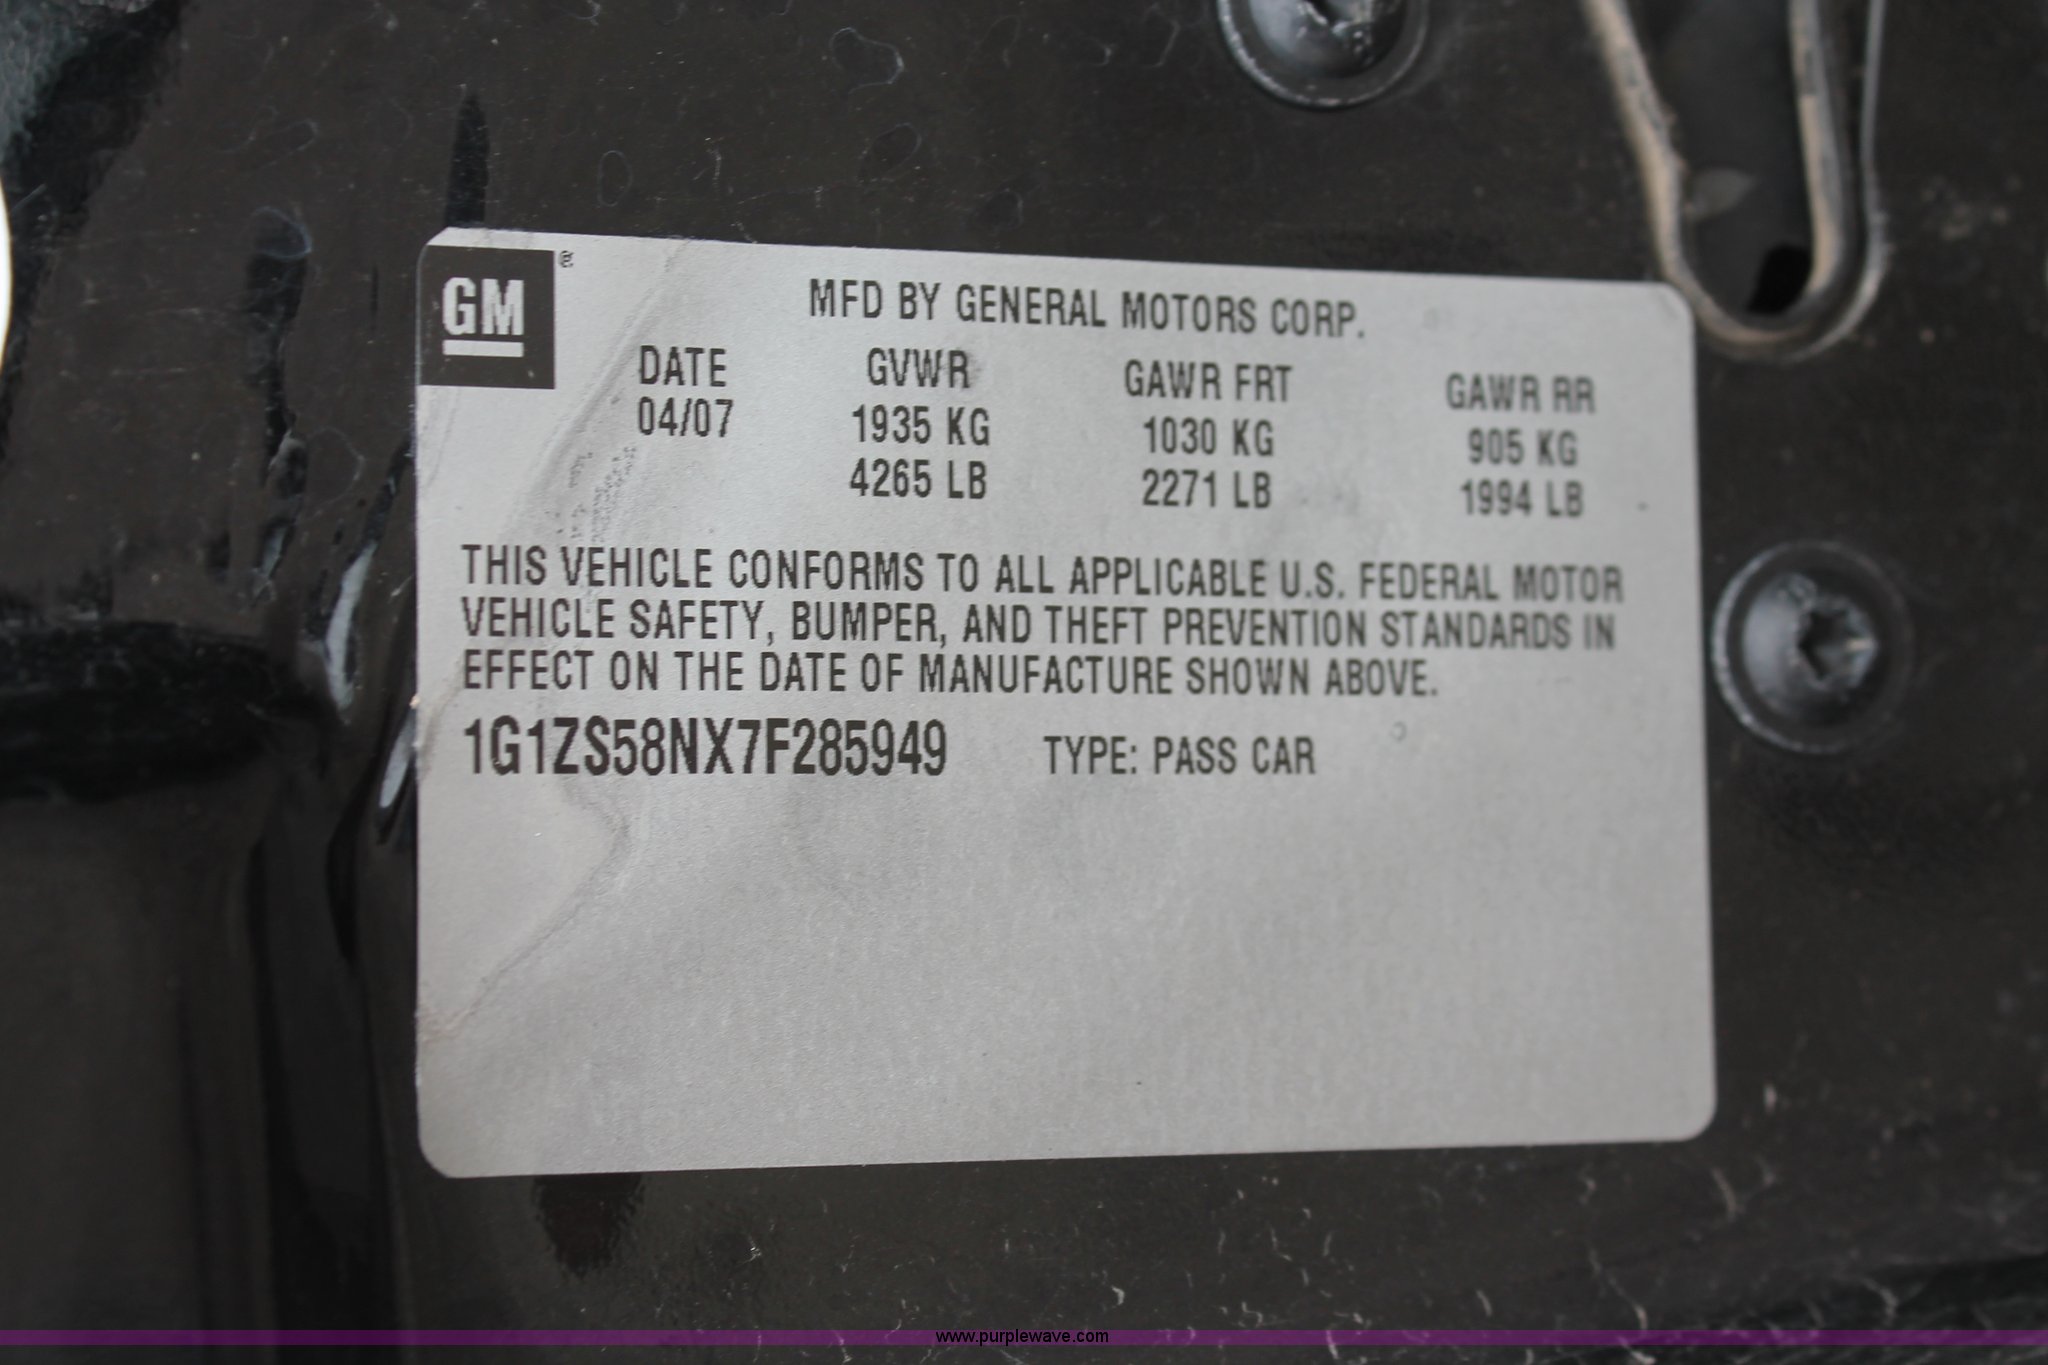 GM ®
MFD BY GENERAL MOTORS CORP.
DATE GVWR GAWR FRT GAWR RR
04/07 1935 KG 1030 KG 905 KG
4265 LB 2271 LB 1994 LB
THIS VEHICLE CONFORMS TO ALL APPLICABLE U.S. FEDERAL MOTOR
VEHICLE SAFETY, BUMPER, AND THEFT PREVENTION STANDARDS IN
EFFECT ON THE DATE OF MANUFACTURE SHOWN ABOVE.
1G1ZS58NX7F285949 TYPE: PASS CAR
www.purplewave.com